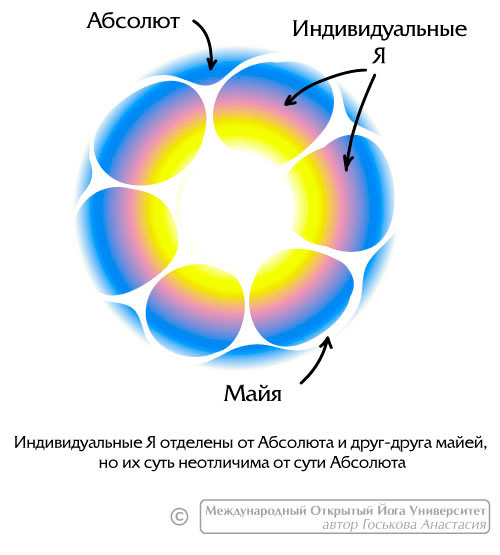 Абсолют
Индивидуальные
Я
Майя
Индивидуальные Я отделены от Абсолюта и друг-друга майей,
но их суть неотличима от сути Абсолюта
© Международный Открытый Йога Университет
автор Госькова Анастасия